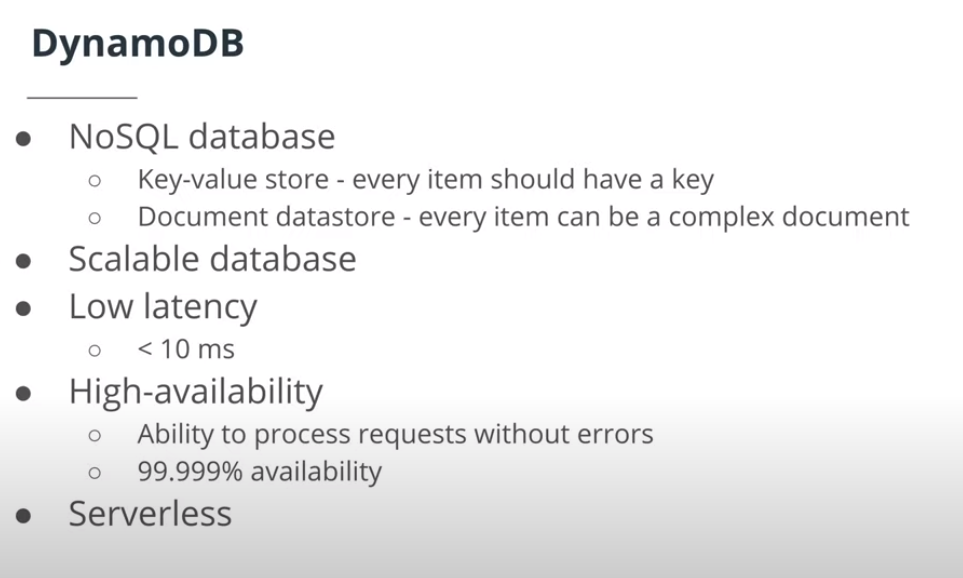 DynamoDB
● NoSQL database
○ Key-value store - every item should have a key
○ Document datastore - every item can be a complex document
● Scalable database
● Low latency
○ < 10 ms
● High-availability
○ Ability to process requests without errors
○ 99.999% availability
● Serverless